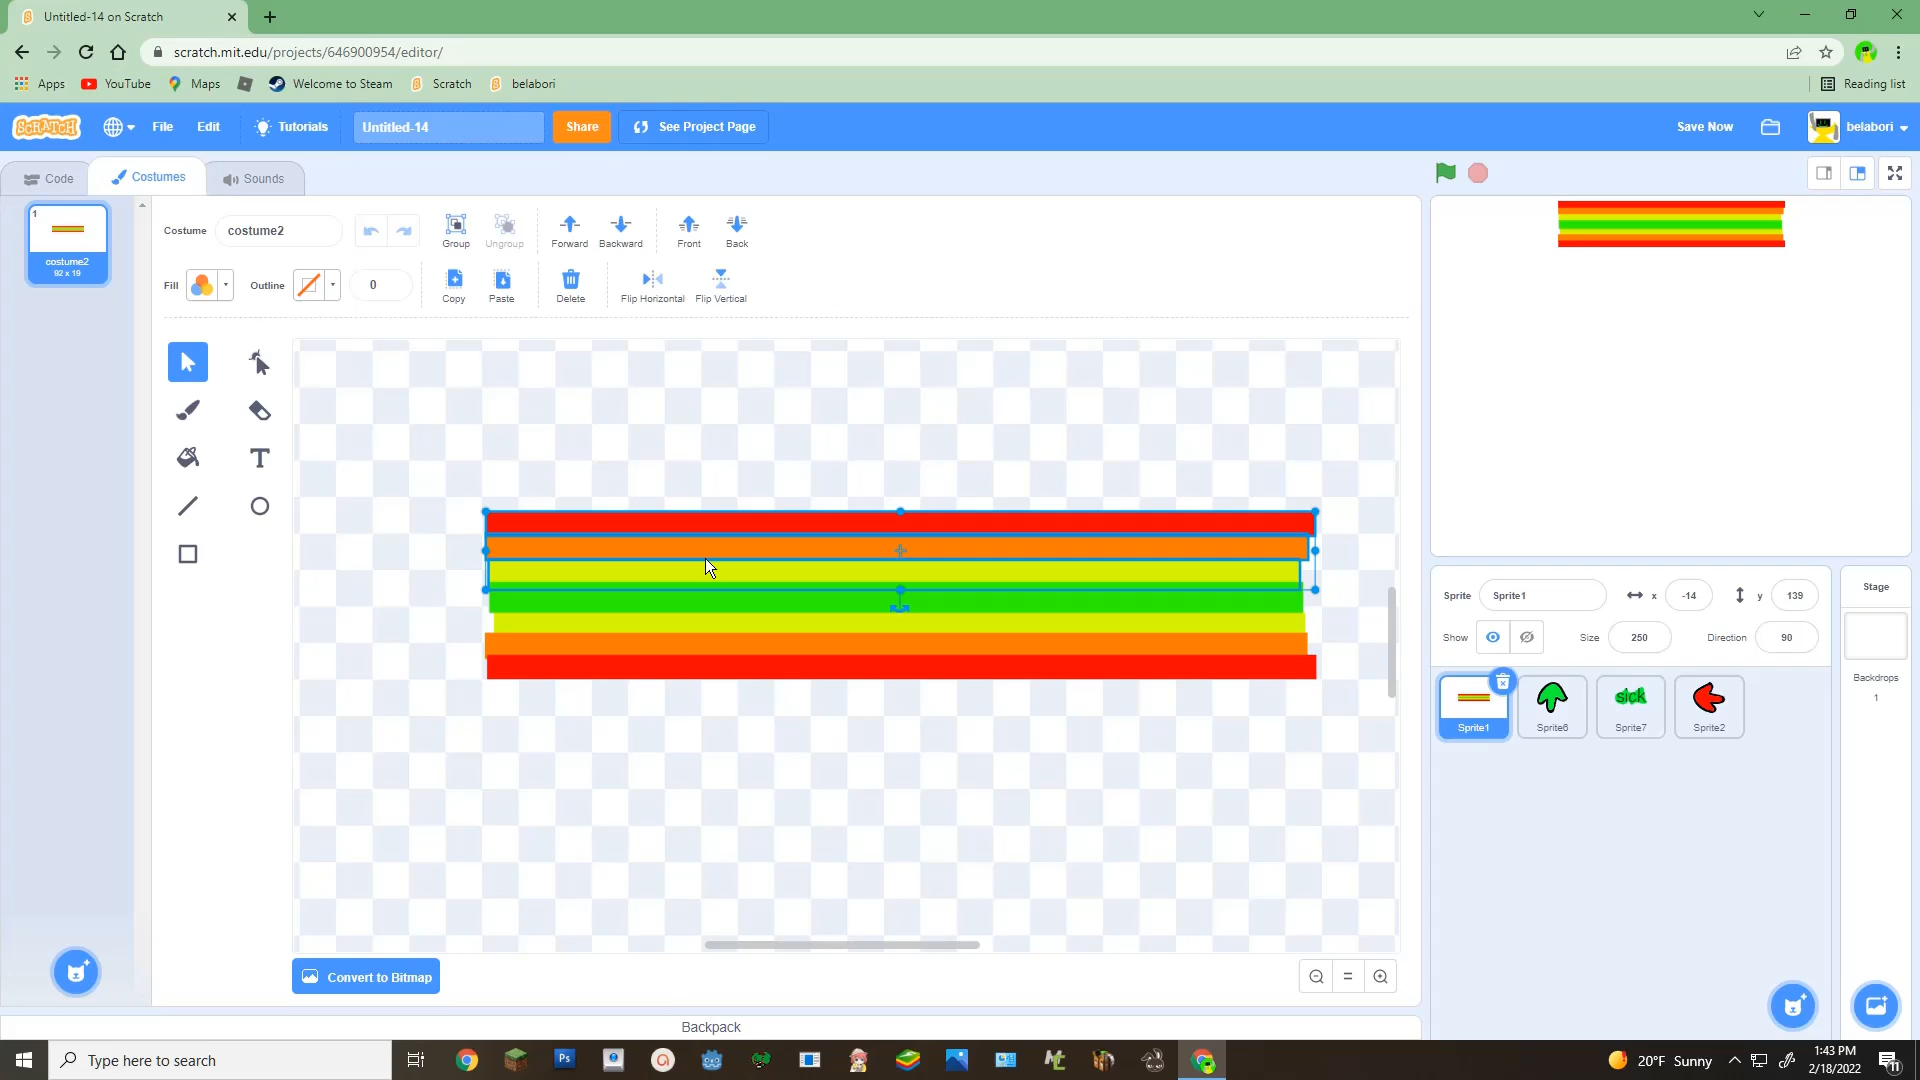 Untitled-14 on Scratch
scratch.mit.edu/projects/646900954/editor/
Apps YouTube Maps Welcome to Steam Scratch belabori Reading list
SCRATCH File Edit Tutorials Untitled-14 Share See Project Page Save Now belabori
Code Costumes Sounds
1
costume2
92 x 19
Costume costume2 Group Ungroup Forward Backward Front Back
Fill Outline 0 Copy Paste Delete Flip Horizontal Flip Vertical
Convert to Bitmap
Backpack
Sprite Sprite1 x -14 y 139
Show Size 250 Direction 90
Sprite1 Sprite6 sick Sprite7 Sprite2
Stage
Backdrops
1
Type here to search
Ps
20°F Sunny
1:43 PM
2/18/2022
11